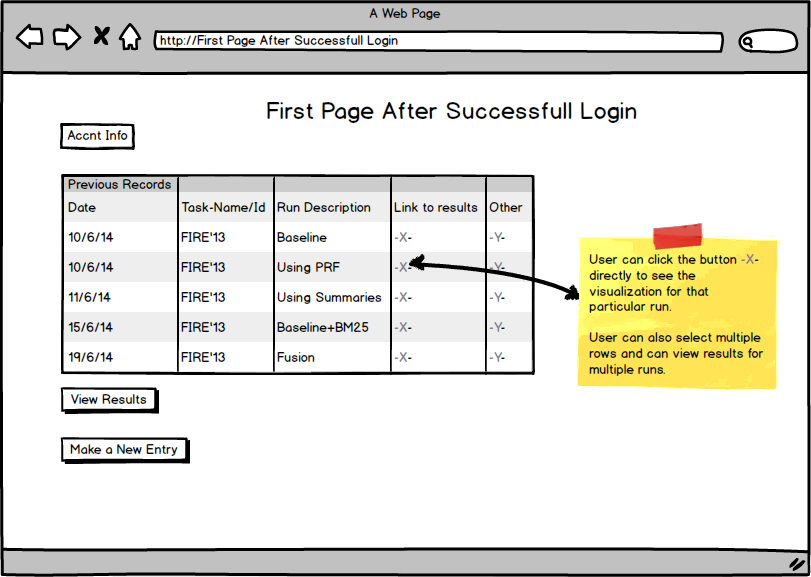 A Web Page
http://First Page After Successfull Login
First Page After Successfull Login
Accnt Info
Previous Records
Date Task-Name/Id Run Description Link to results Other
10/6/14 FIRE'13 Baseline -X- -Y-
10/6/14 FIRE'13 Using PRF -X- -Y-
11/6/14 FIRE'13 Using Summaries -X- -Y-
15/6/14 FIRE'13 Baseline+BM25 -X- -Y-
19/6/14 FIRE'13 Fusion -X- -Y-
User can click the button -X-
directly to see the
visualization for that
particular run.
User can also select multiple
rows and can view results for
multiple runs.
View Results
Make a New Entry